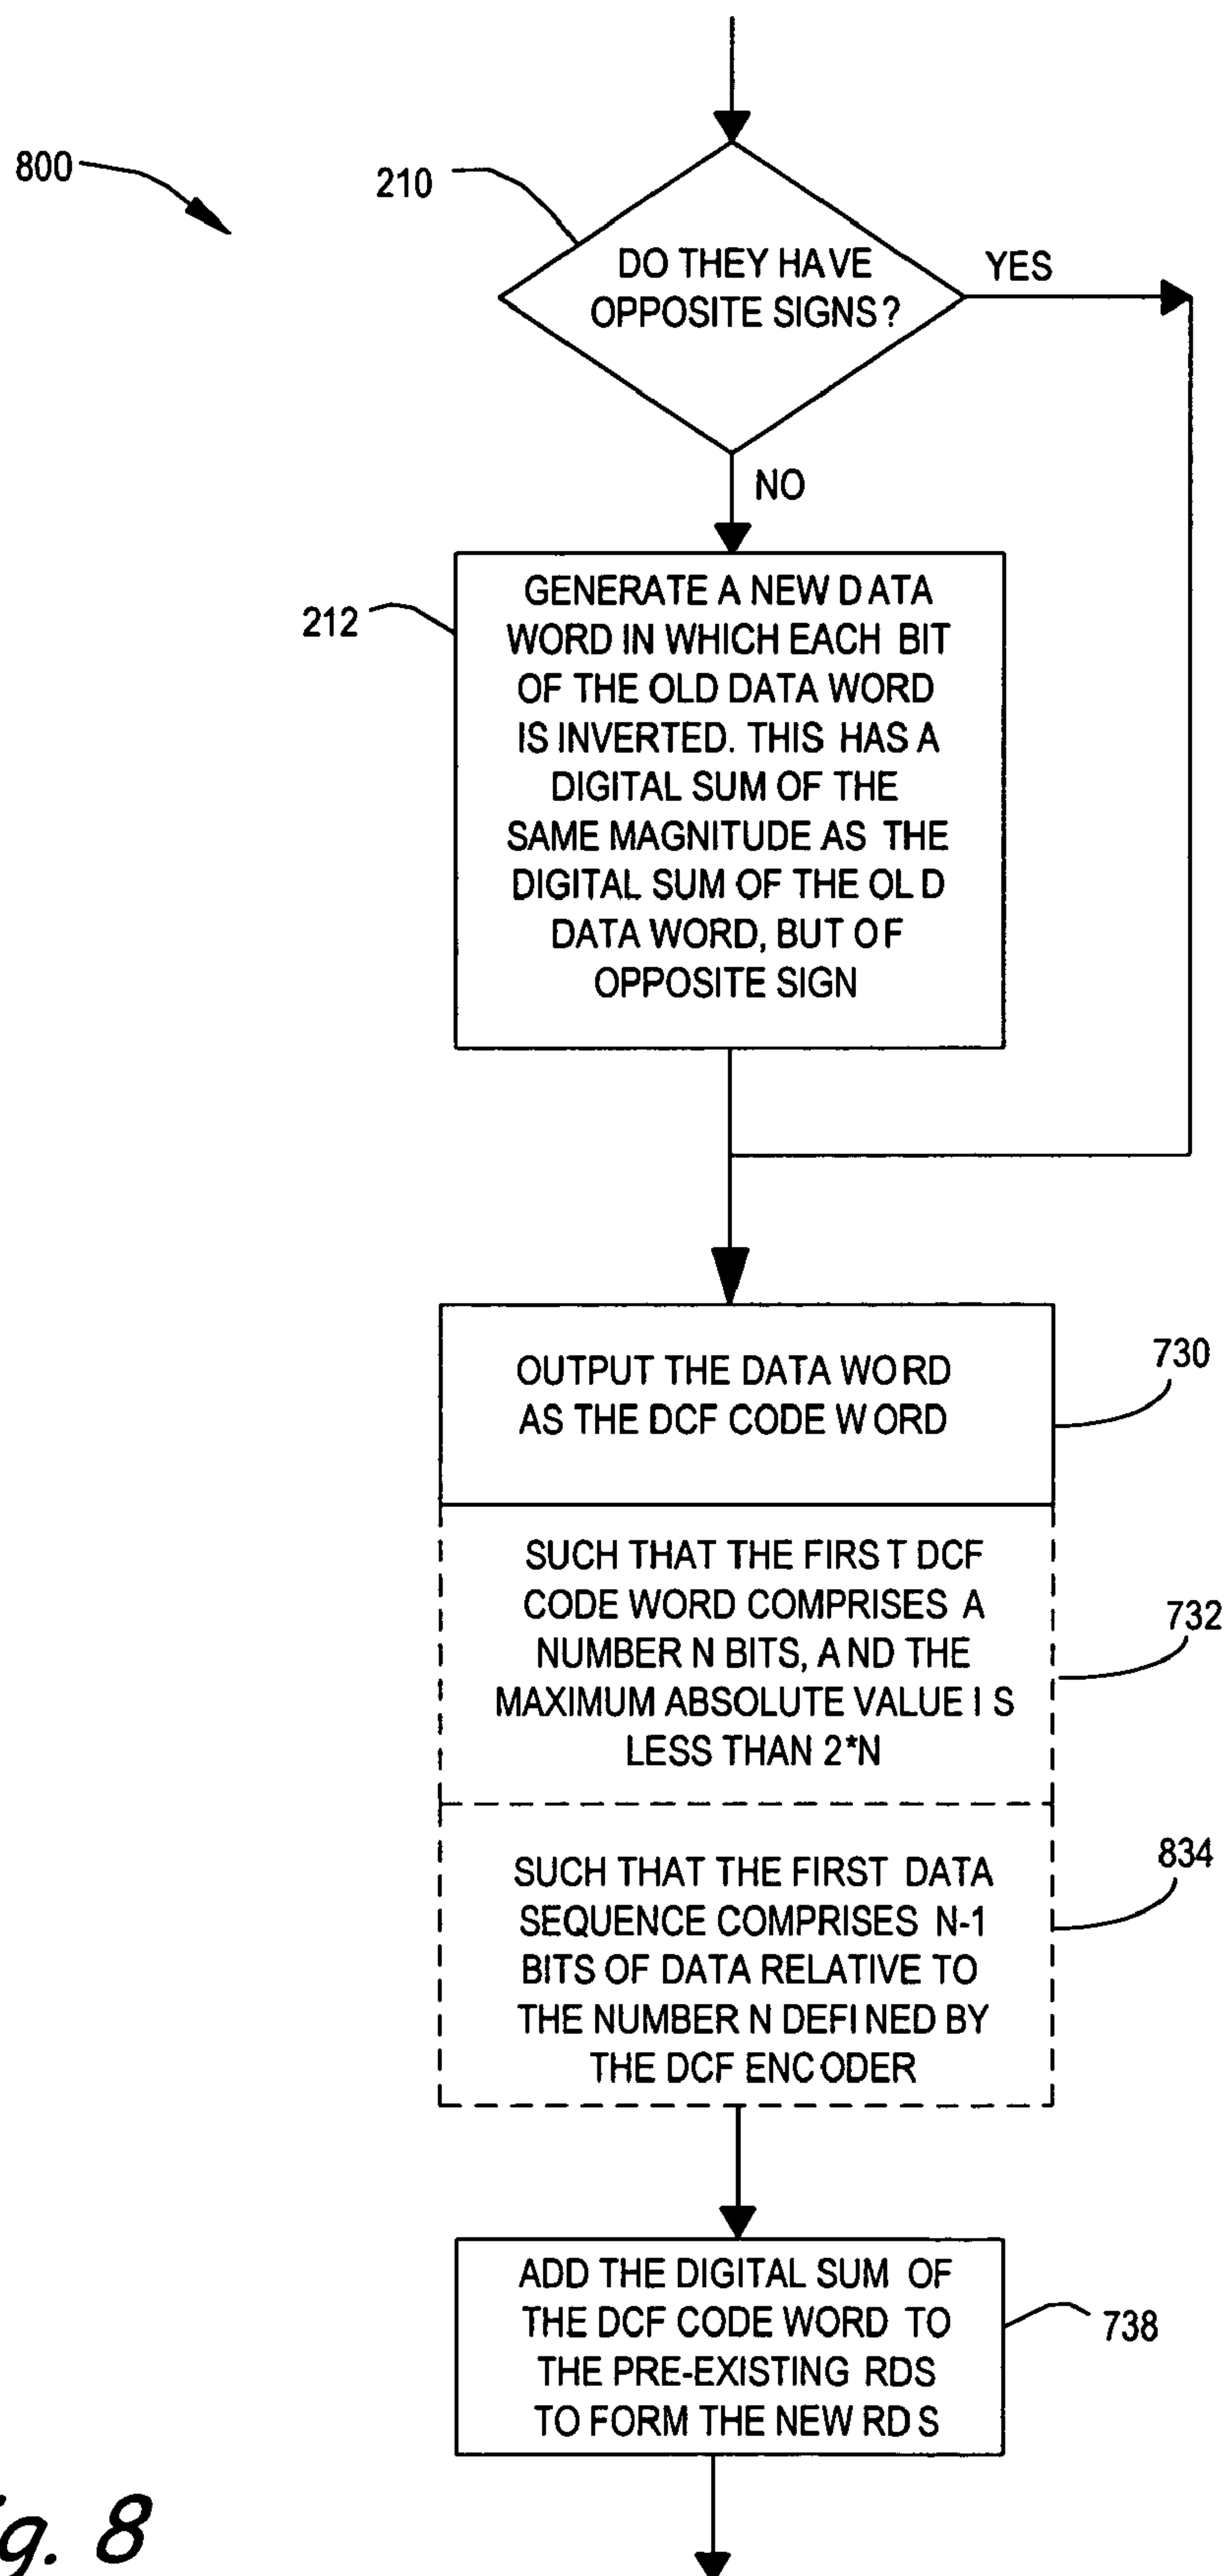 800
210
DO THEY HAVE
OPPOSITE SIGNS?
YES
NO
212
GENERATE A NEW DATA
WORD IN WHICH EACH BIT
OF THE OLD DATA WORD
IS INVERTED. THIS HAS A
DIGITAL SUM OF THE
SAME MAGNITUDE AS THE
DIGITAL SUM OF THE OLD
DATA WORD, BUT OF
OPPOSITE SIGN
OUTPUT THE DATA WORD
AS THE DCF CODE WORD
730
SUCH THAT THE FIRST DCF
CODE WORD COMPRISES A
NUMBER N BITS, AND THE
MAXIMUM ABSOLUTE VALUE IS
LESS THAN 2*N
732
SUCH THAT THE FIRST DATA
SEQUENCE COMPRISES N-1
BITS OF DATA RELATIVE TO
THE NUMBER N DEFINED BY
THE DCF ENCODER
834
ADD THE DIGITAL SUM OF
THE DCF CODE WORD TO
THE PRE-EXISTING RDS
TO FORM THE NEW RDS
738
g. 8